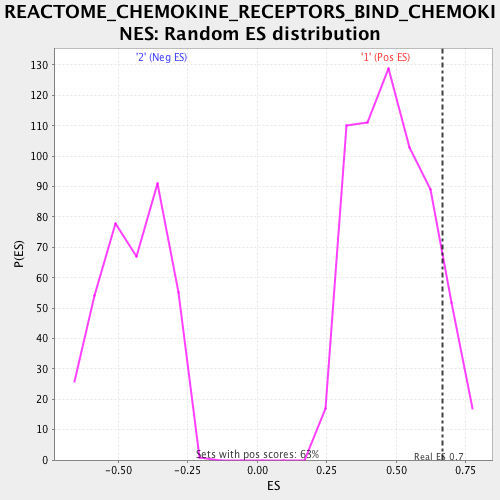 REACTOME_CHEMOKINE_RECEPTORS_BIND_CHEMOKI
NES: Random ES distribution
'2' (Neg ES) '1' (Pos ES)
130
120
110
100
90
80
70
60
50
40
30
20
10
0
P(ES)
Sets with pos scores: 63%
Real ES 0.7
-0.50 -0.25 0.00 0.25 0.50 0.75
ES